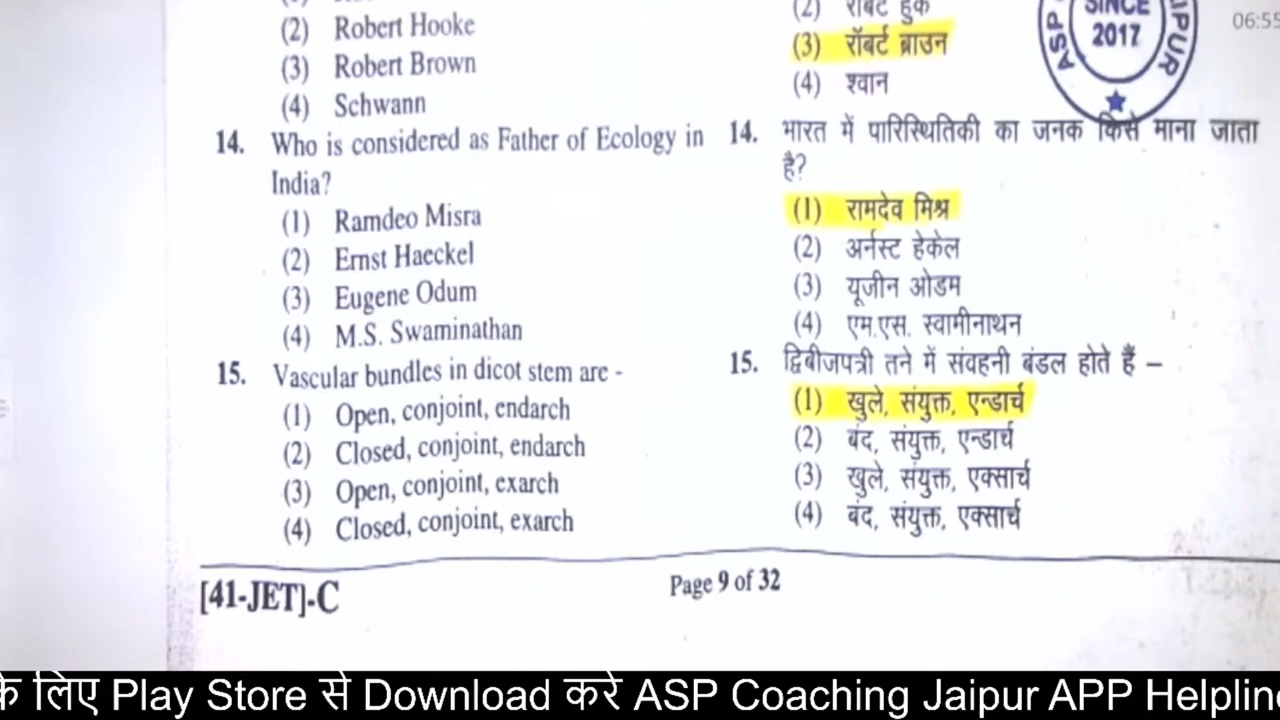 (2) Robert Hooke
(3) Robert Brown
(4) Schwann
14. Who is considered as Father of Ecology in India?
(1) Ramdeo Misra
(2) Ernst Haeckel
(3) Eugene Odum
(4) M.S. Swaminathan
15. Vascular bundles in dicot stem are -
(1) Open, conjoint, endarch
(2) Closed, conjoint, endarch
(3) Open, conjoint, exarch
(4) Closed, conjoint, exarch
(2) रॉबर्ट हुक
(3) रॉबर्ट ब्राउन
(4) श्वान
14. भारत में पारिस्थितिकी का जनक किसे माना जाता
है?
(1) रामदेव मिश्र
(2) अर्नस्ट हेकेल
(3) यूजीन ओडम
(4) एम.एस. स्वामीनाथन
15. द्विबीजपत्री तने में संवहनी बंडल होते हैं –
(1) खुले, संयुक्त, एन्डार्च
(2) बंद, संयुक्त, एन्डार्च
(3) खुले, संयुक्त, एक्सार्च
(4) बंद, संयुक्त, एक्सार्च
ASP SINCE 2017
06:55
[41-JET]-C
Page 9 of 32
के लिए Play Store से Download करे ASP Coaching Jaipur APP Helpline